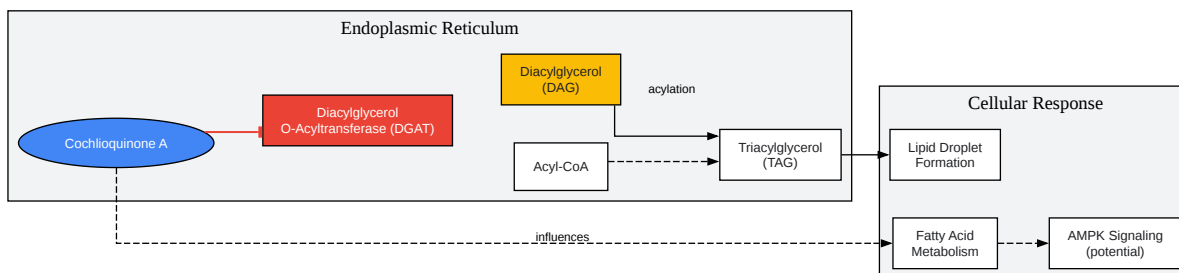 Endoplasmic Reticulum
Diacylglycerol
(DAG)
acylation
Diacylglycerol
O-Acyltransferase (DGAT)
Cochlioquinone A
Acyl-CoA
Triacylglycerol
(TAG)
Cellular Response
Lipid Droplet
Formation
influences
Fatty Acid
Metabolism
AMPK Signaling
(potential)